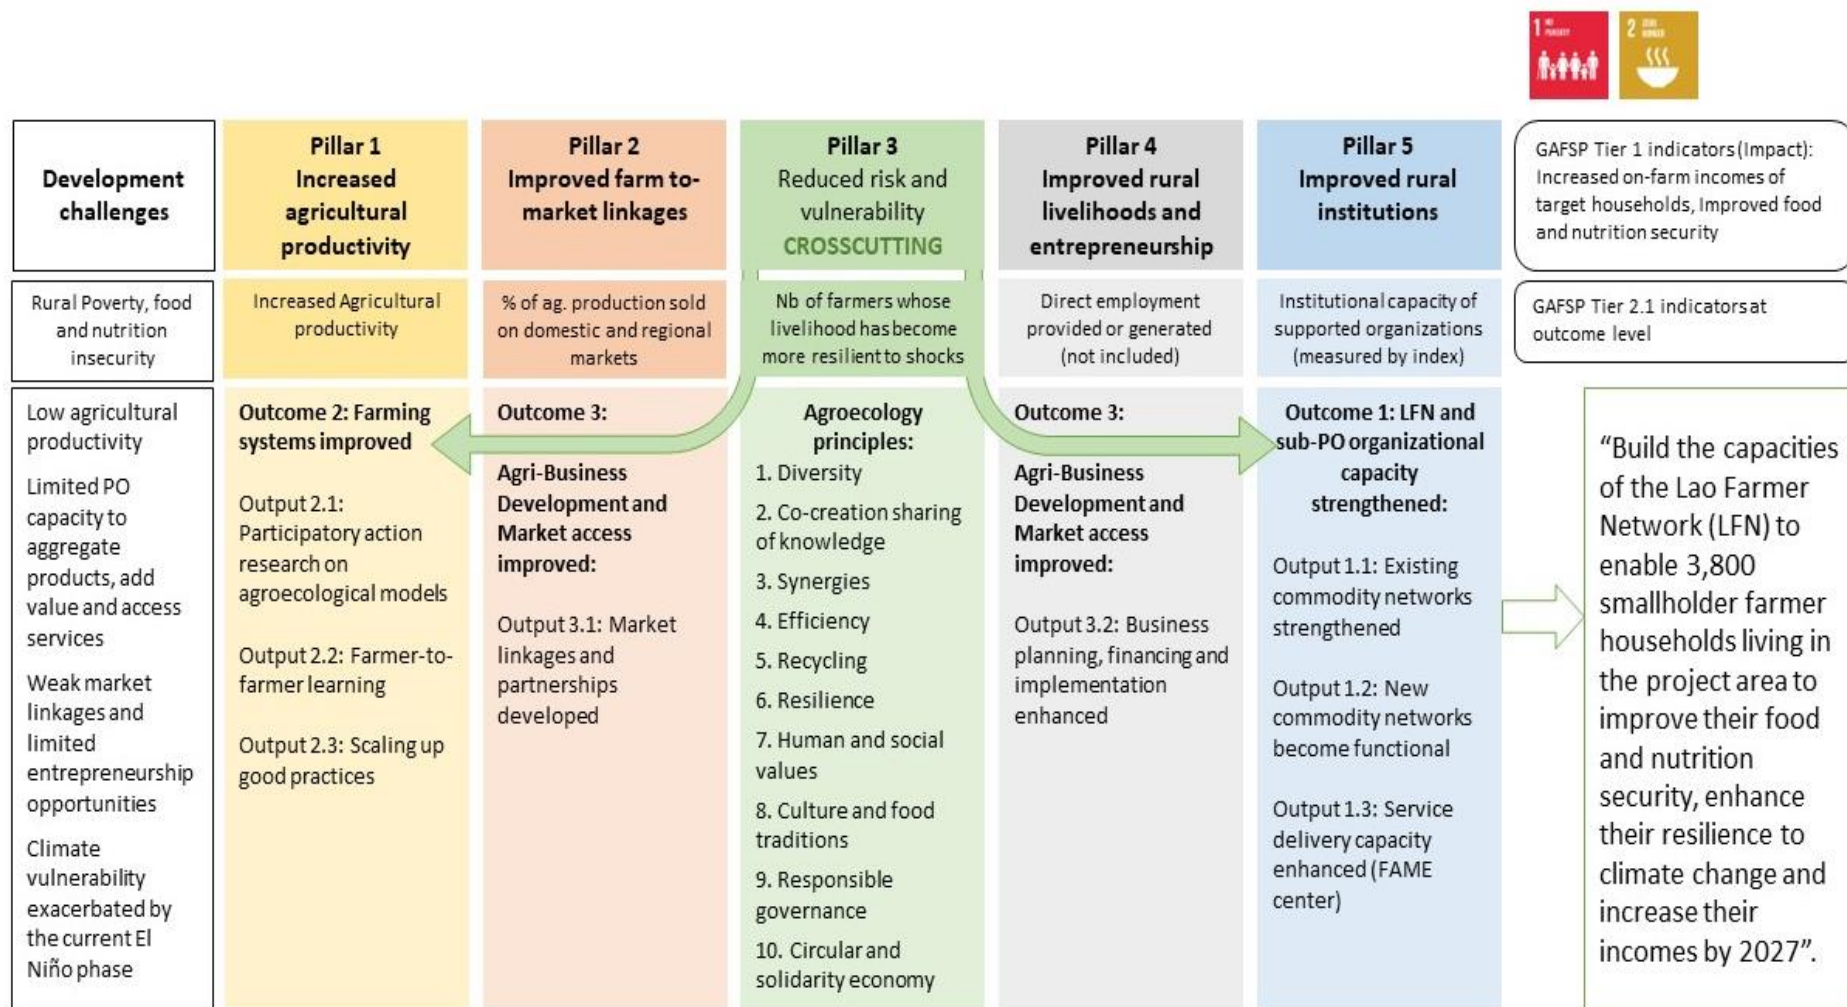 1 NO
POVERTY
2 ZERO
HUNGER
Development
challenges
Pillar 1
Increased
agricultural
productivity
Pillar 2
Improved farm to-
market linkages
Pillar 3
Reduced risk and
vulnerability
CROSSCUTTING
Pillar 4
Improved rural
livelihoods and
entrepreneurship
Pillar 5
Improved rural
institutions
GAFSP Tier 1 indicators (Impact):
Increased on-farm incomes of
target households, Improved food
and nutrition security
Rural Poverty, food
and nutrition
insecurity
Increased Agricultural
productivity
% of ag. production sold
on domestic and regional
markets
Nb of farmers whose
livelihood has become
more resilient to shocks
Direct employment
provided or generated
(not included)
Institutional capacity of
supported organizations
(measured by index)
GAFSP Tier 2.1 indicators at
outcome level
Low agricultural
productivity
Limited PO
capacity to
aggregate
products, add
value and access
services
Weak market
linkages and
limited
entrepreneurship
opportunities
Climate
vulnerability
exacerbated by
the current El
Niño phase
Outcome 2: Farming
systems improved
Output 2.1:
Participatory action
research on
agroecological models
Output 2.2: Farmer-to-
farmer learning
Output 2.3: Scaling up
good practices
Outcome 3:
Agri-Business
Development and
Market access
improved:
Output 3.1: Market
linkages and
partnerships
developed
Agroecology
principles:
1. Diversity
2. Co-creation sharing
of knowledge
3. Synergies
4. Efficiency
5. Recycling
6. Resilience
7. Human and social
values
8. Culture and food
traditions
9. Responsible
governance
10. Circular and
solidarity economy
Outcome 3:
Agri-Business
Development and
Market access
improved:
Output 3.2: Business
planning, financing and
implementation
enhanced
Outcome 1: LFN and
sub-PO organizational
capacity
strengthened:
Output 1.1: Existing
commodity networks
strengthened
Output 1.2: New
commodity networks
become functional
Output 1.3: Service
delivery capacity
enhanced (FAME
center)
“Build the capacities
of the Lao Farmer
Network (LFN) to
enable 3,800
smallholder farmer
households living in
the project area to
improve their food
and nutrition
security, enhance
their resilience to
climate change and
increase their
incomes by 2027”.